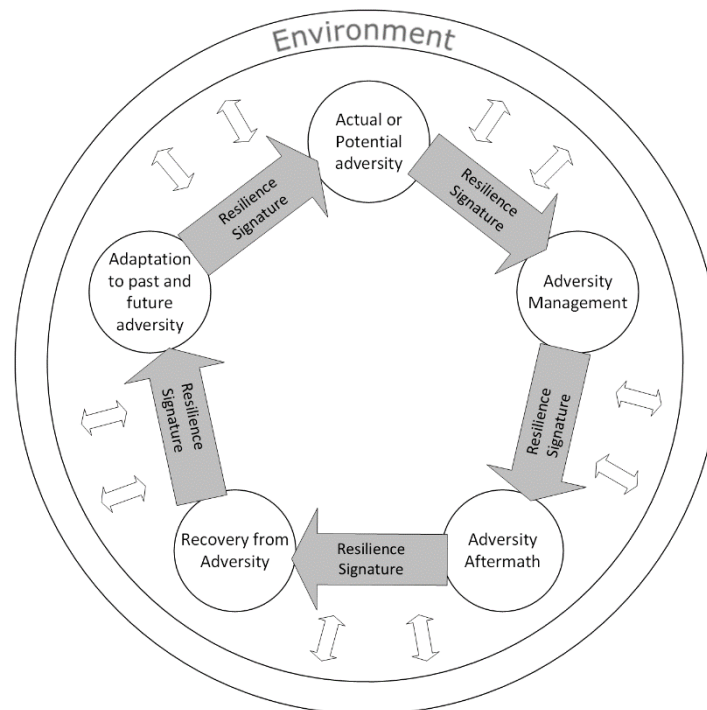 Environment
Actual or
Potential
adversity
Resilience
Signature
Adversity
Management
Resilience
Signature
Adversity
Aftermath
Resilience
Signature
Recovery from
Adversity
Resilience
Signature
Adaptation
to past and
future
adversity
Resilience
Signature